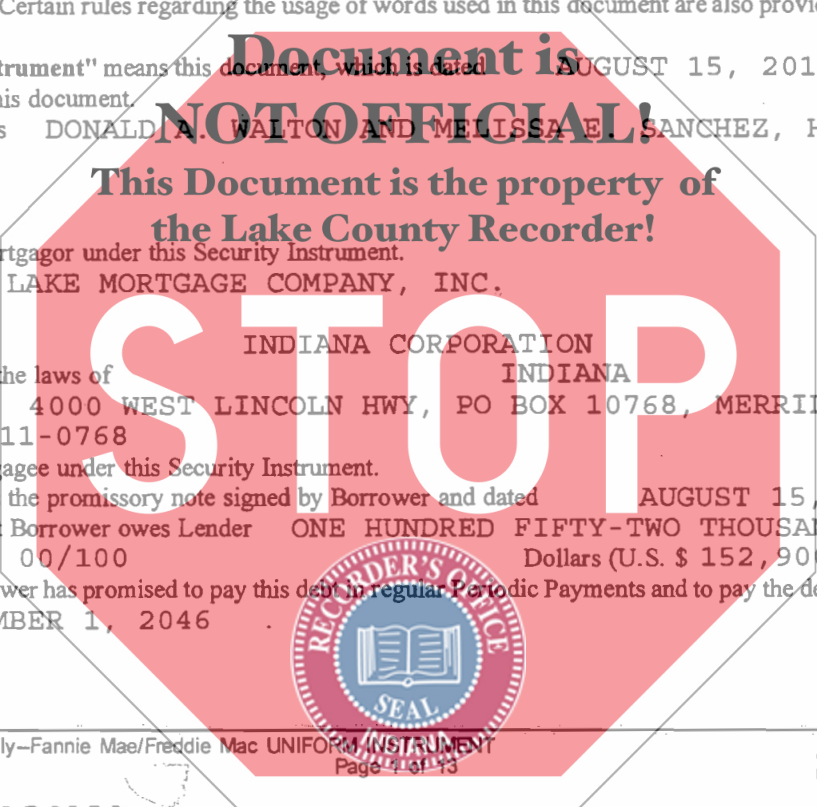 Certain rules regarding the usage of words used in this document are also provi
Document is
trument" means this document, which is dated AUGUST 15, 201
his document.
NOT OFFICIAL!
s DONALD A. WALTON AND MELISSA E. SANCHEZ, H
This Document is the property of
the Lake County Recorder!
rtgagor under this Security Instrument.
LAKE MORTGAGE COMPANY, INC.
STOP
INDIANA CORPORATION
he laws of INDIANA
4000 WEST LINCOLN HWY, PO BOX 10768, MERRIL
11-0768
gagee under this Security Instrument.
the promissory note signed by Borrower and dated AUGUST 15,
Borrower owes Lender ONE HUNDRED FIFTY-TWO THOUSAN
00/100 Dollars (U.S. $ 152,900
wer has promised to pay this debt in regular Periodic Payments and to pay the de
MBER 1, 2046 .
RECORDER'S OFFICE
SEAL
INDIANA
ly–Fannie Mae/Freddie Mac UNIFORM INSTRUMENT
Page 1 of 13